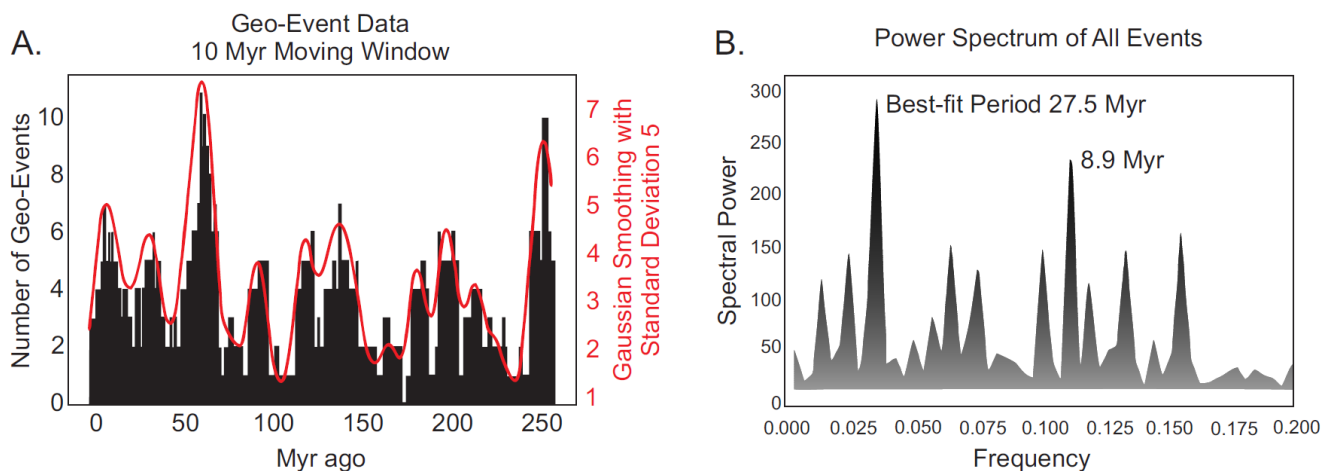 A.
Geo-Event Data
10 Myr Moving Window
Number of Geo-Events
10
8
6
4
2
0
0 50 100 150 200 250
Myr ago
7
6
5
4
3
2
1
Gaussian Smoothing with
Standard Deviation 5
B.
Power Spectrum of All Events
Spectral Power
300
250
200
150
100
50
0
Best-fit Period 27.5 Myr
8.9 Myr
0.000 0.025 0.050 0.075 0.100 0.150 0.175 0.200
Frequency